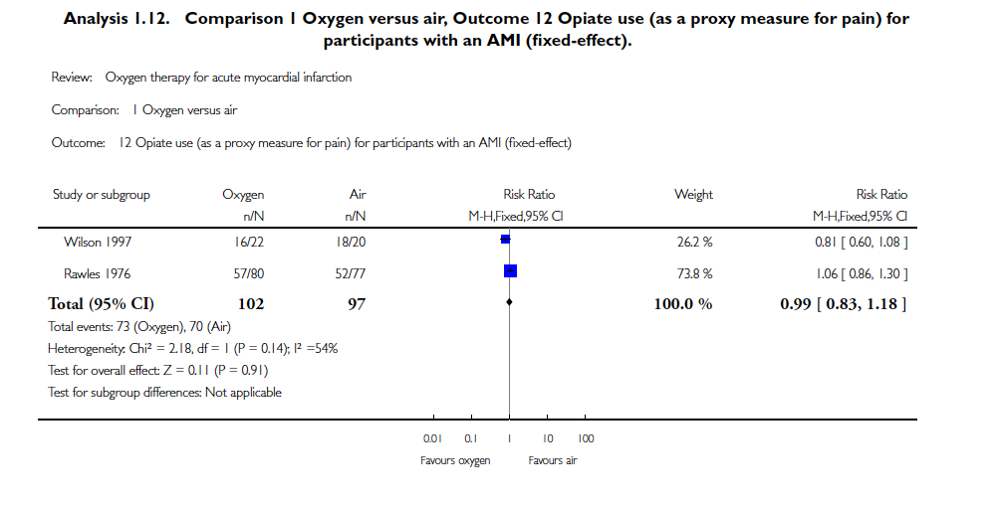 Analysis 1.12. Comparison 1 Oxygen versus air, Outcome 12 Opiate use (as a proxy measure for pain) for
participants with an AMI (fixed-effect).
Review: Oxygen therapy for acute myocardial infarction
Comparison: 1 Oxygen versus air
Outcome: 12 Opiate use (as a proxy measure for pain) for participants with an AMI (fixed-effect)
Study or subgroup Oxygen Air Risk Ratio Weight Risk Ratio
n/N n/N M-H,Fixed,95% CI M-H,Fixed,95% CI
Wilson 1997 16/22 18/20 26.2 % 0.81 [ 0.60, 1.08 ]
Rawles 1976 57/80 52/77 73.8 % 1.06 [ 0.86, 1.30 ]
Total (95% CI) 102 97 100.0 % 0.99 [ 0.83, 1.18 ]
Total events: 73 (Oxygen), 70 (Air)
Heterogeneity: Chi² = 2.18, df = 1 (P = 0.14); I² =54%
Test for overall effect: Z = 0.11 (P = 0.91)
Test for subgroup differences: Not applicable
0.01 0.1 1 10 100
Favours oxygen Favours air